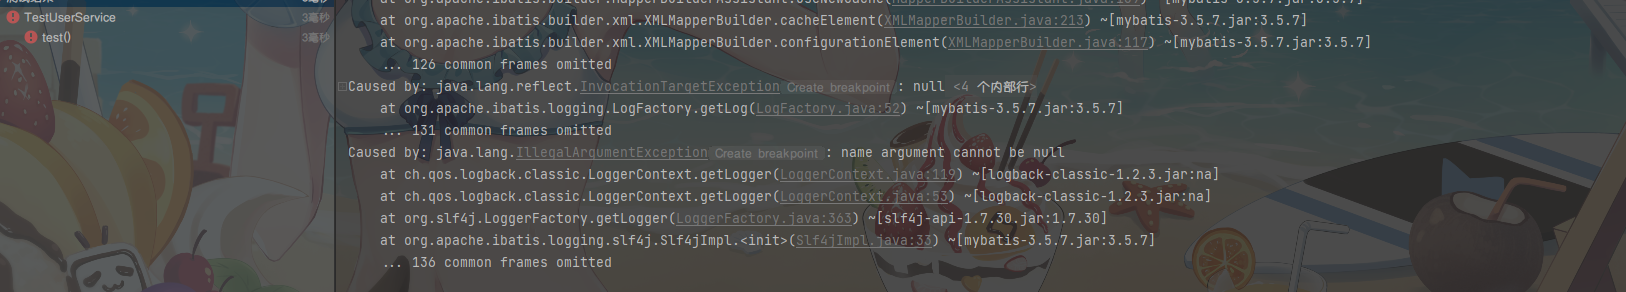 TestUserService 3毫秒
test() 3毫秒
at org.apache.ibatis.builder.xml.XMLMapperBuilder.cacheElement(XMLMapperBuilder.java:213) ~[mybatis-3.5.7.jar:3.5.7]
at org.apache.ibatis.builder.xml.XMLMapperBuilder.configurationElement(XMLMapperBuilder.java:117) ~[mybatis-3.5.7.jar:3.5.7]
... 126 common frames omitted
Caused by: java.lang.reflect.InvocationTargetException Create breakpoint : null <4 个内部行>
at org.apache.ibatis.logging.LogFactory.getLog(LogFactory.java:52) ~[mybatis-3.5.7.jar:3.5.7]
... 131 common frames omitted
Caused by: java.lang.IllegalArgumentException Create breakpoint : name argument cannot be null
at ch.qos.logback.classic.LoggerContext.getLogger(LoggerContext.java:119) ~[logback-classic-1.2.3.jar:na]
at ch.qos.logback.classic.LoggerContext.getLogger(LoggerContext.java:53) ~[logback-classic-1.2.3.jar:na]
at org.slf4j.LoggerFactory.getLogger(LoggerFactory.java:363) ~[slf4j-api-1.7.30.jar:1.7.30]
at org.apache.ibatis.logging.slf4j.Slf4jImpl.<init>(Slf4jImpl.java:33) ~[mybatis-3.5.7.jar:3.5.7]
... 136 common frames omitted